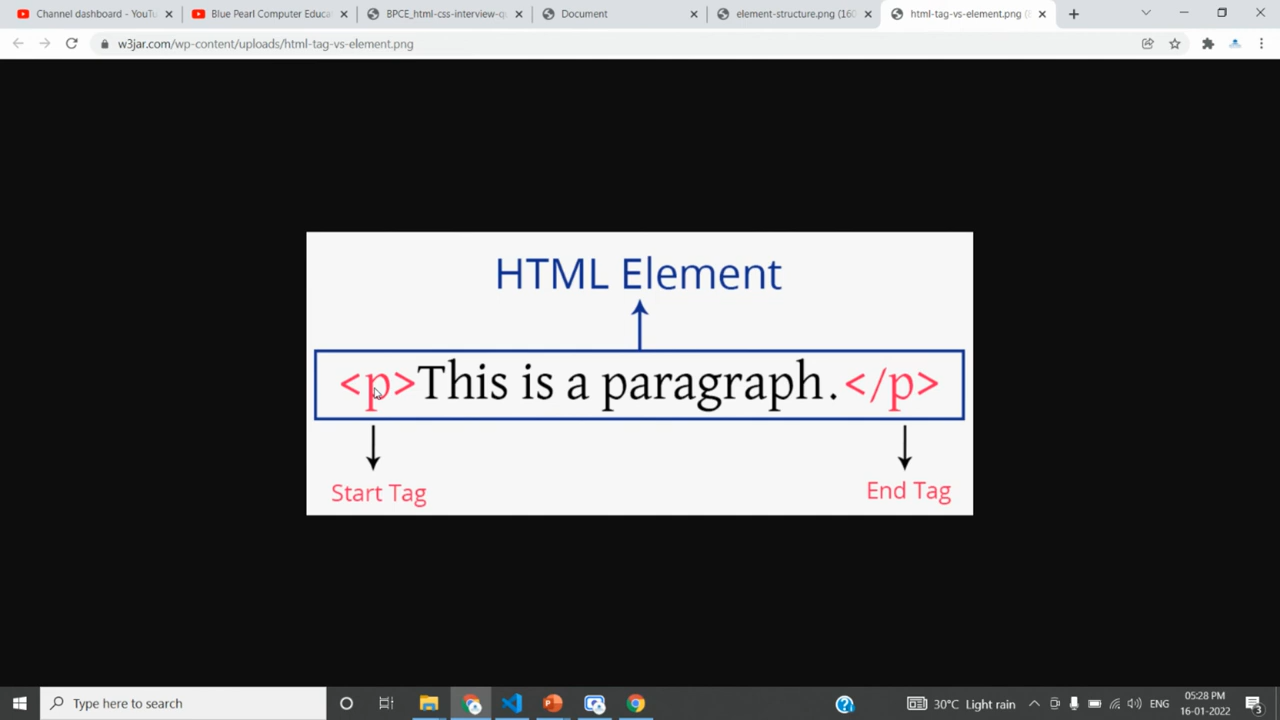 Channel dashboard - YouTu
Blue Pearl Computer Educa
BPCE_html-css-interview-q
Document
element-structure.png (160
html-tag-vs-element.png (
w3jar.com/wp-content/uploads/html-tag-vs-element.png
HTML Element
<p>This is a paragraph.</p>
Start Tag
End Tag
Type here to search
30°C Light rain
ENG
05:28 PM
16-01-2022
3